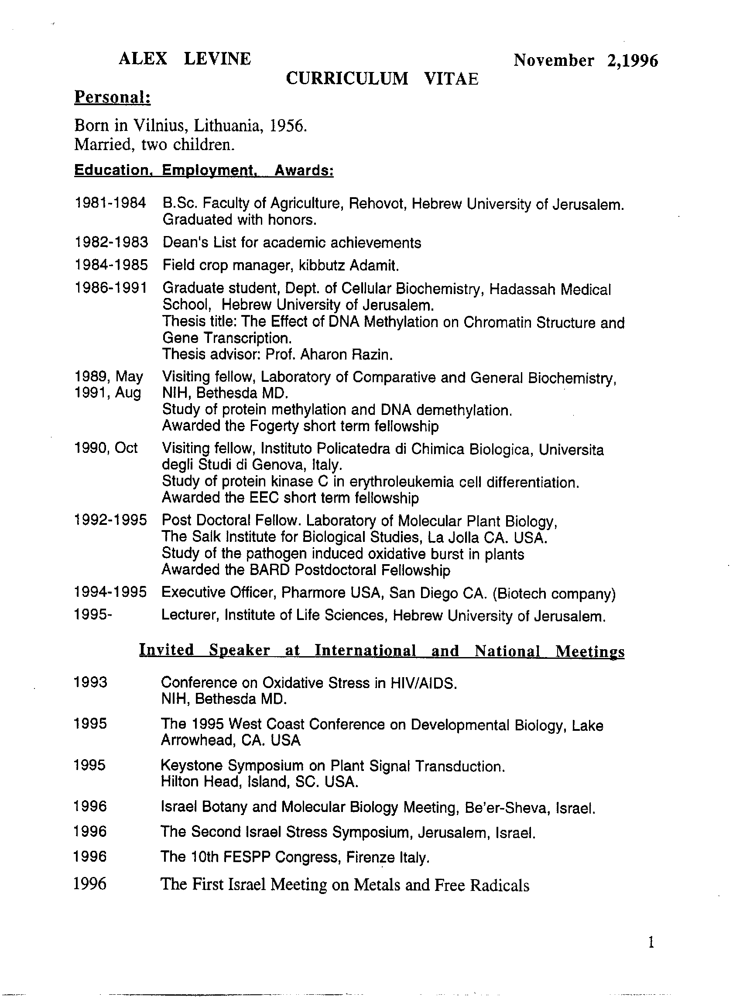 ALEX LEVINE November 2,1996
CURRICULUM VITAE
Personal:
Born in Vilnius, Lithuania, 1956.
Married, two children.
Education, Employment, Awards:
1981-1984 B.Sc. Faculty of Agriculture, Rehovot, Hebrew University of Jerusalem.
Graduated with honors.
1982-1983 Dean's List for academic achievements
1984-1985 Field crop manager, kibbutz Adamit.
1986-1991 Graduate student, Dept. of Cellular Biochemistry, Hadassah Medical
School, Hebrew University of Jerusalem.
Thesis title: The Effect of DNA Methylation on Chromatin Structure and
Gene Transcription.
Thesis advisor: Prof. Aharon Razin.
1989, May Visiting fellow, Laboratory of Comparative and General Biochemistry,
1991, Aug NIH, Bethesda MD.
Study of protein methylation and DNA demethylation.
Awarded the Fogerty short term fellowship
1990, Oct Visiting fellow, Instituto Policatedra di Chimica Biologica, Universita
degli Studi di Genova, Italy.
Study of protein kinase C in erythroleukemia cell differentiation.
Awarded the EEC short term fellowship
1992-1995 Post Doctoral Fellow. Laboratory of Molecular Plant Biology,
The Salk Institute for Biological Studies, La Jolla CA. USA.
Study of the pathogen induced oxidative burst in plants
Awarded the BARD Postdoctoral Fellowship
1994-1995 Executive Officer, Pharmore USA, San Diego CA. (Biotech company)
1995- Lecturer, Institute of Life Sciences, Hebrew University of Jerusalem.
Invited Speaker at International and National Meetings
1993 Conference on Oxidative Stress in HIV/AIDS.
NIH, Bethesda MD.
1995 The 1995 West Coast Conference on Developmental Biology, Lake
Arrowhead, CA. USA
1995 Keystone Symposium on Plant Signal Transduction.
Hilton Head, Island, SC. USA.
1996 Israel Botany and Molecular Biology Meeting, Be'er-Sheva, Israel.
1996 The Second Israel Stress Symposium, Jerusalem, Israel.
1996 The 10th FESPP Congress, Firenze Italy.
1996 The First Israel Meeting on Metals and Free Radicals
1